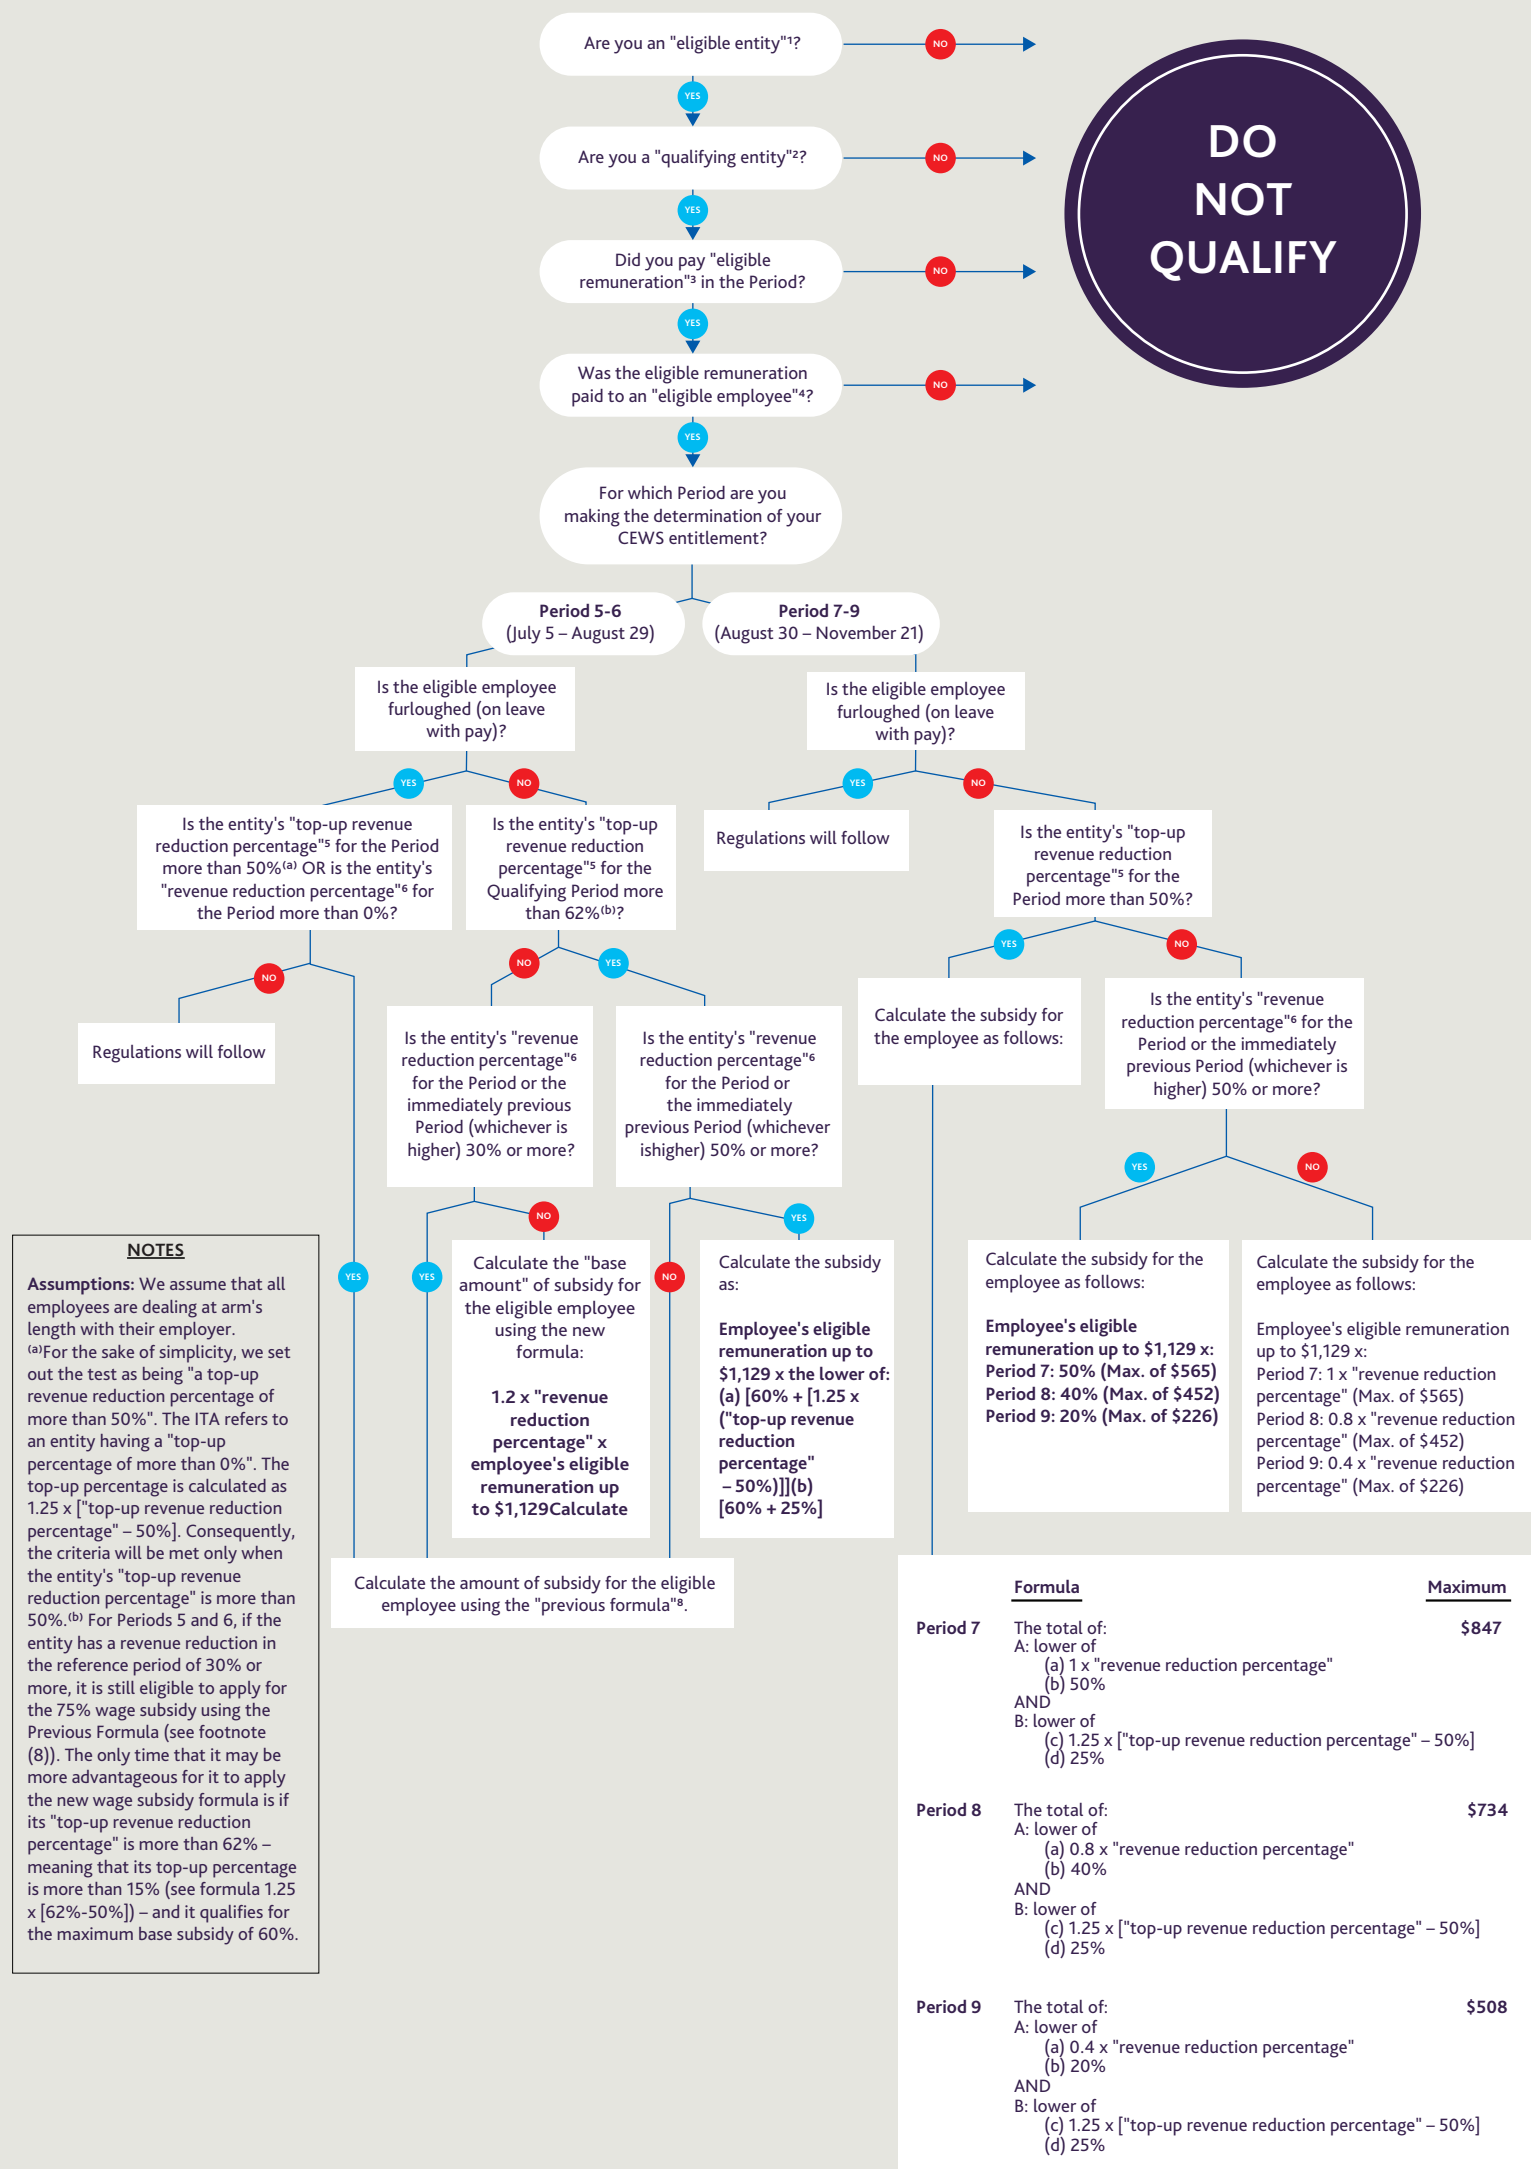 Are you an "eligible entity"¹?
NO
DO
NOT
QUALIFY
YES
Are you a "qualifying entity"²?
NO
YES
Did you pay "eligible
remuneration"³ in the Period?
NO
YES
Was the eligible remuneration
paid to an "eligible employee"⁴?
NO
YES
For which Period are you
making the determination of your
CEWS entitlement?
Period 5-6
(July 5 – August 29)
Period 7-9
(August 30 – November 21)
Is the eligible employee
furloughed (on leave
with pay)?
Is the eligible employee
furloughed (on leave
with pay)?
YES
NO
YES
NO
Is the entity's "top-up revenue
reduction percentage"⁵ for the Period
more than 50%⁽ᵃ⁾ OR is the entity's
"revenue reduction percentage"⁶ for
the Period more than 0%?
Is the entity's "top-up
revenue reduction
percentage"⁵ for the
Qualifying Period more
than 62%⁽ᵇ⁾?
Regulations will follow
Is the entity's "top-up
revenue reduction
percentage"⁵ for the
Period more than 50%?
NO
NO
YES
YES
NO
Regulations will follow
Is the entity's "revenue
reduction percentage"⁶
for the Period or the
immediately previous
Period (whichever is
higher) 30% or more?
Is the entity's "revenue
reduction percentage"⁶
for the Period or
the immediately
previous Period (whichever
ishigher) 50% or more?
Calculate the subsidy for
the employee as follows:
Is the entity's "revenue
reduction percentage"⁶ for the
Period or the immediately
previous Period (whichever is
higher) 50% or more?
YES
NO
NO
YES
YES
YES
NO
Calculate the "base
amount" of subsidy for
the eligible employee
using the new
formula:
1.2 x "revenue
reduction
percentage" x
employee's eligible
remuneration up
to $1,129Calculate
Calculate the subsidy
as:
Employee's eligible
remuneration up to
$1,129 x the lower of:
(a) [60% + [1.25 x
("top-up revenue
reduction
percentage"
– 50%)]](b)
[60% + 25%]
Calculate the subsidy for the
employee as follows:
Employee's eligible
remuneration up to $1,129 x:
Period 7: 50% (Max. of $565)
Period 8: 40% (Max. of $452)
Period 9: 20% (Max. of $226)
Calculate the subsidy for the
employee as follows:
Employee's eligible remuneration
up to $1,129 x:
Period 7: 1 x "revenue reduction
percentage" (Max. of $565)
Period 8: 0.8 x "revenue reduction
percentage" (Max. of $452)
Period 9: 0.4 x "revenue reduction
percentage" (Max. of $226)
Calculate the amount of subsidy for the eligible
employee using the "previous formula"⁸.
NOTES
Assumptions: We assume that all
employees are dealing at arm's
length with their employer.
⁽ᵃ⁾For the sake of simplicity, we set
out the test as being "a top-up
revenue reduction percentage of
more than 50%". The ITA refers to
an entity having a "top-up
percentage of more than 0%". The
top-up percentage is calculated as
1.25 x ["top-up revenue reduction
percentage" – 50%]. Consequently,
the criteria will be met only when
the entity's "top-up revenue
reduction percentage" is more than
50%.⁽ᵇ⁾ For Periods 5 and 6, if the
entity has a revenue reduction in
the reference period of 30% or
more, it is still eligible to apply for
the 75% wage subsidy using the
Previous Formula (see footnote
(8)). The only time that it may be
more advantageous for it to apply
the new wage subsidy formula is if
its "top-up revenue reduction
percentage" is more than 62% –
meaning that its top-up percentage
is more than 15% (see formula 1.25
x [62%-50%]) – and it qualifies for
the maximum base subsidy of 60%.
Formula Maximum
Period 7 The total of: $847
A: lower of
(a) 1 x "revenue reduction percentage"
(b) 50%
AND
B: lower of
(c) 1.25 x ["top-up revenue reduction percentage" – 50%]
(d) 25%
Period 8 The total of: $734
A: lower of
(a) 0.8 x "revenue reduction percentage"
(b) 40%
AND
B: lower of
(c) 1.25 x ["top-up revenue reduction percentage" – 50%]
(d) 25%
Period 9 The total of: $508
A: lower of
(a) 0.4 x "revenue reduction percentage"
(b) 20%
AND
B: lower of
(c) 1.25 x ["top-up revenue reduction percentage" – 50%]
(d) 25%